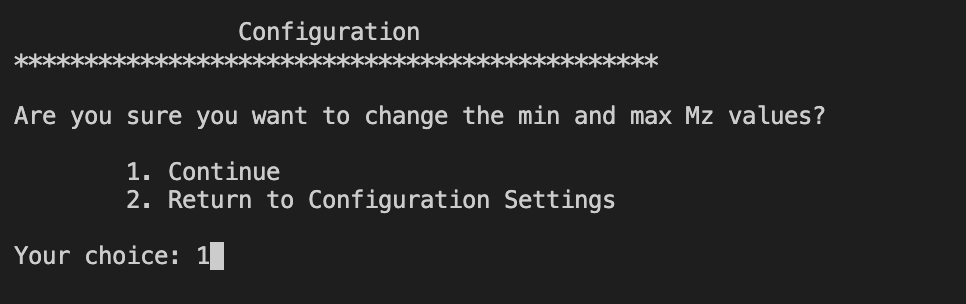 Configuration
**********************************************
Are you sure you want to change the min and max Mz values?
1. Continue
2. Return to Configuration Settings
Your choice: 1